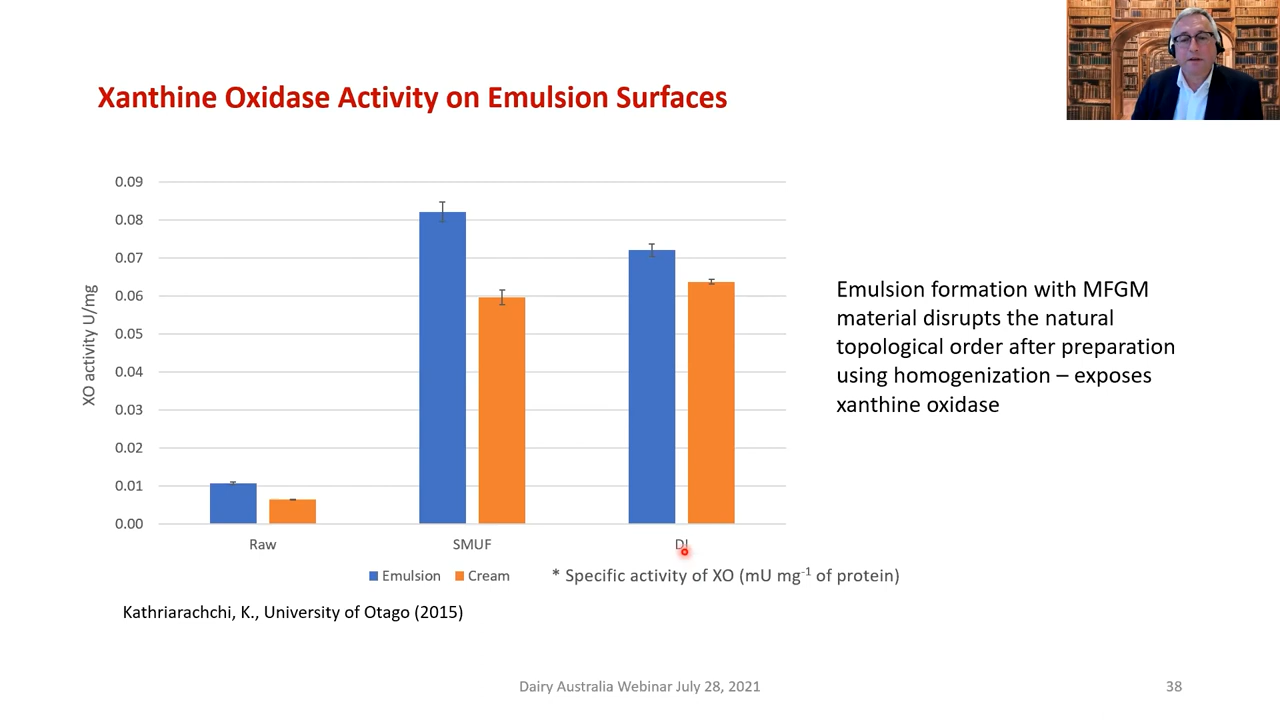 Xanthine Oxidase Activity on Emulsion Surfaces
0.09
0.08
0.07
0.06
0.05
0.04
0.03
0.02
0.01
0.00
XO activity U/mg
Raw
SMUF
DI
Emulsion
Cream
* Specific activity of XO (mU mg⁻¹ of protein)
Emulsion formation with MFGM
material disrupts the natural
topological order after preparation
using homogenization – exposes
xanthine oxidase
Kathriarachchi, K., University of Otago (2015)
Dairy Australia Webinar July 28, 2021
38